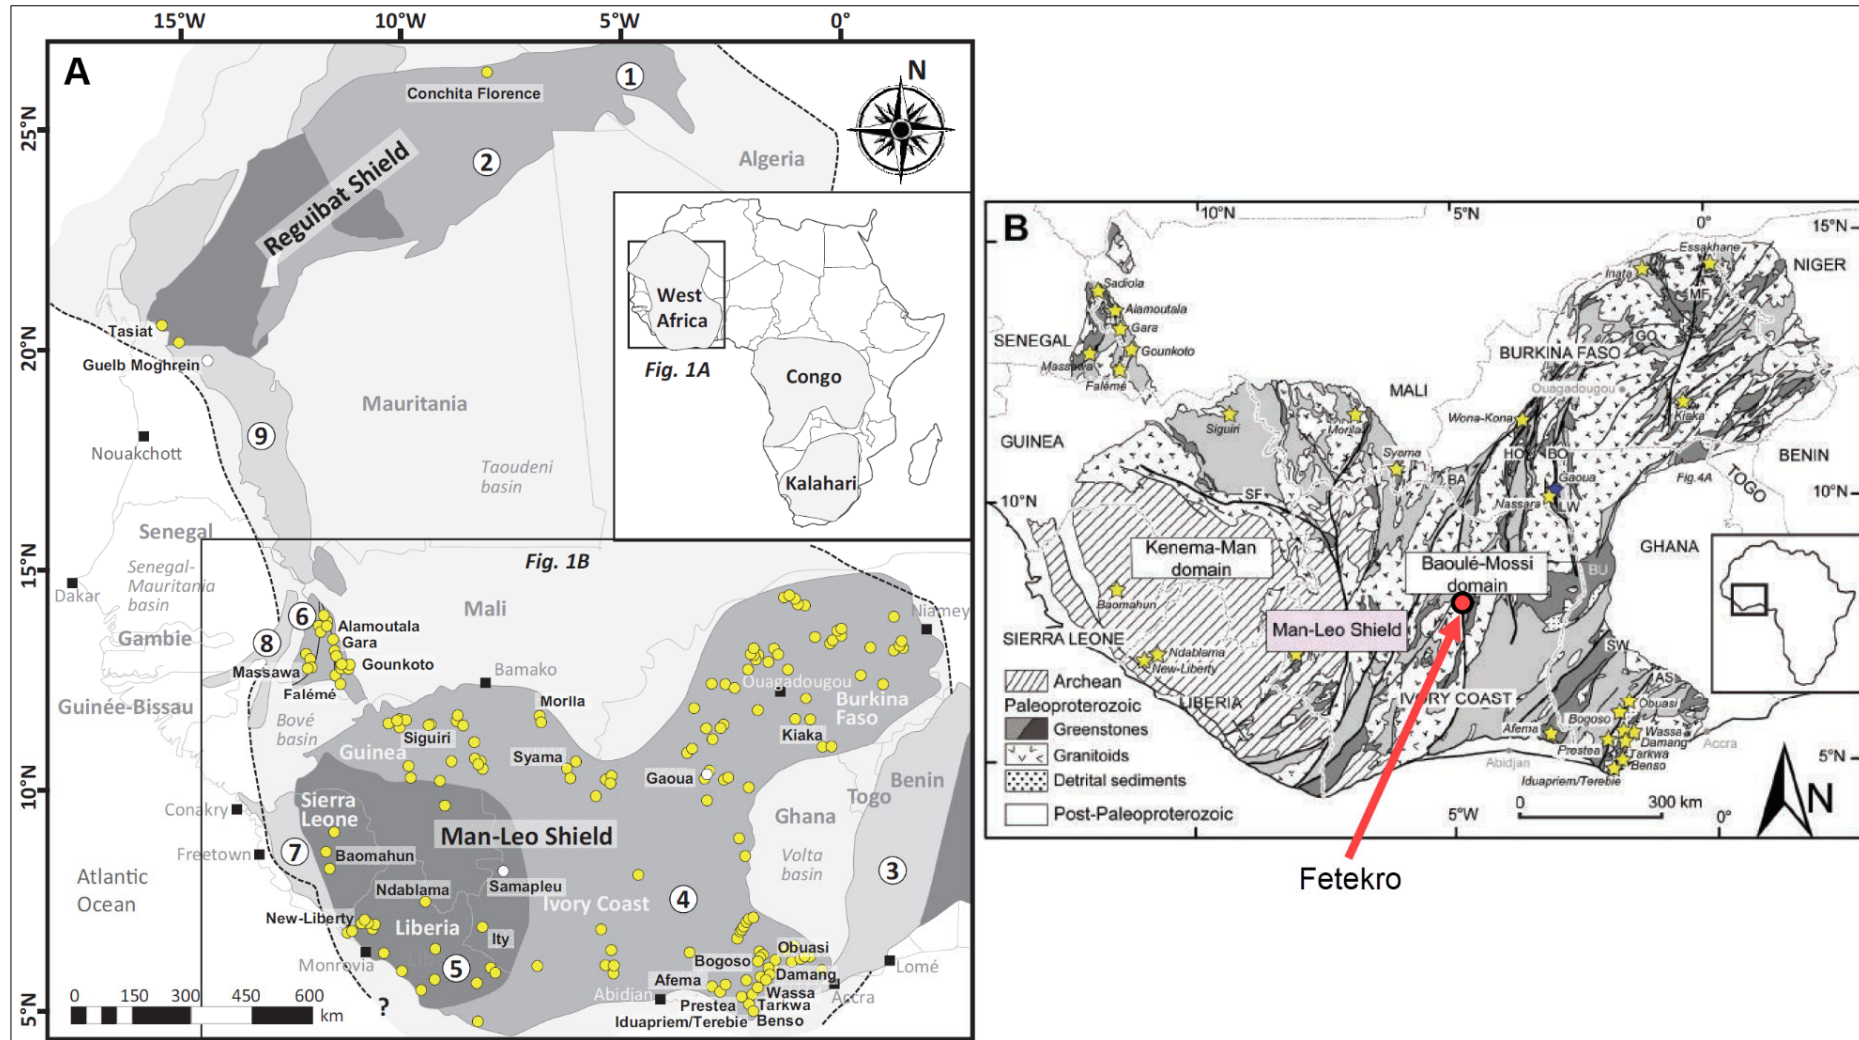 15°W
10°W
5°W
0°
A
N
1
Conchita Florence
25°N
2
Algeria
Reguibat Shield
West
Africa
Congo
Kalahari
Fig. 1A
Tasiat
20°N
Guelb Moghrein
Mauritania
9
Nouakchott
Taoudeni
basin
Senegal
Fig. 1B
15°N
Senegal-
Mauritania
basin
Dakar
Mali
Niamey
6
Alamoutala
Gambie
8
Gara
Massawa
Gounkoto
Bamako
Falémé
Ouagadougou
Guinée-Bissau
Burkina
Faso
Morila
Bové
basin
Siguiri
Kiaka
Guinea
Syama
Gaoua
Benin
10°N
Togo
Sierra
Leone
Ghana
Conakry
Man-Leo Shield
7
Freetown
Baomahun
Volta
basin
3
Atlantic
Ocean
Ndablama
Samapleu
Ivory Coast
4
New-Liberty
Liberia
Ity
Obuasi
Monrovia
5
Bogoso
Lomé
Damang
Afema
Wassa
0
150
300
450
600
km
?
Abidjan
Prestea
Tarkwa
Accra
Iduapriem/Terebie
Benso
5°N
B
10°N
5°N
0°
15°N
Essakhane
Inata
NIGER
Sadiola
MF
Alamoutala
Gara
SENEGAL
Gounkoto
GO
Massawa
BURKINA FASO
Falémé
Ouagadougou
MALI
Kiaka
Siguiri
Morila
Wona-Kona
GUINEA
Syama
HO
BO
BENIN
BA
Gaoua
Fig.4A
TOGO
SF
10°N
Nassara
LW
10°N
Kenema-Man
domain
Baoulé-Mossi
domain
GHANA
BU
Baomahun
Man-Leo Shield
SIERRA LEONE
Ndablama
New-Liberty
Ity
SW
Archean
AS
Paleoproterozoic
LIBERIA
IVORY COAST
Obuasi
Greenstones
Bogoso
Afema
Wassa
Granitoids
Prestea
Damang
Accra
Abidjan
Tarkwa
5°N
Detrital sediments
Benso
Iduapriem/Terebie
Post-Paleoproterozoic
5°W
0
300 km
0°
N
Fetekro